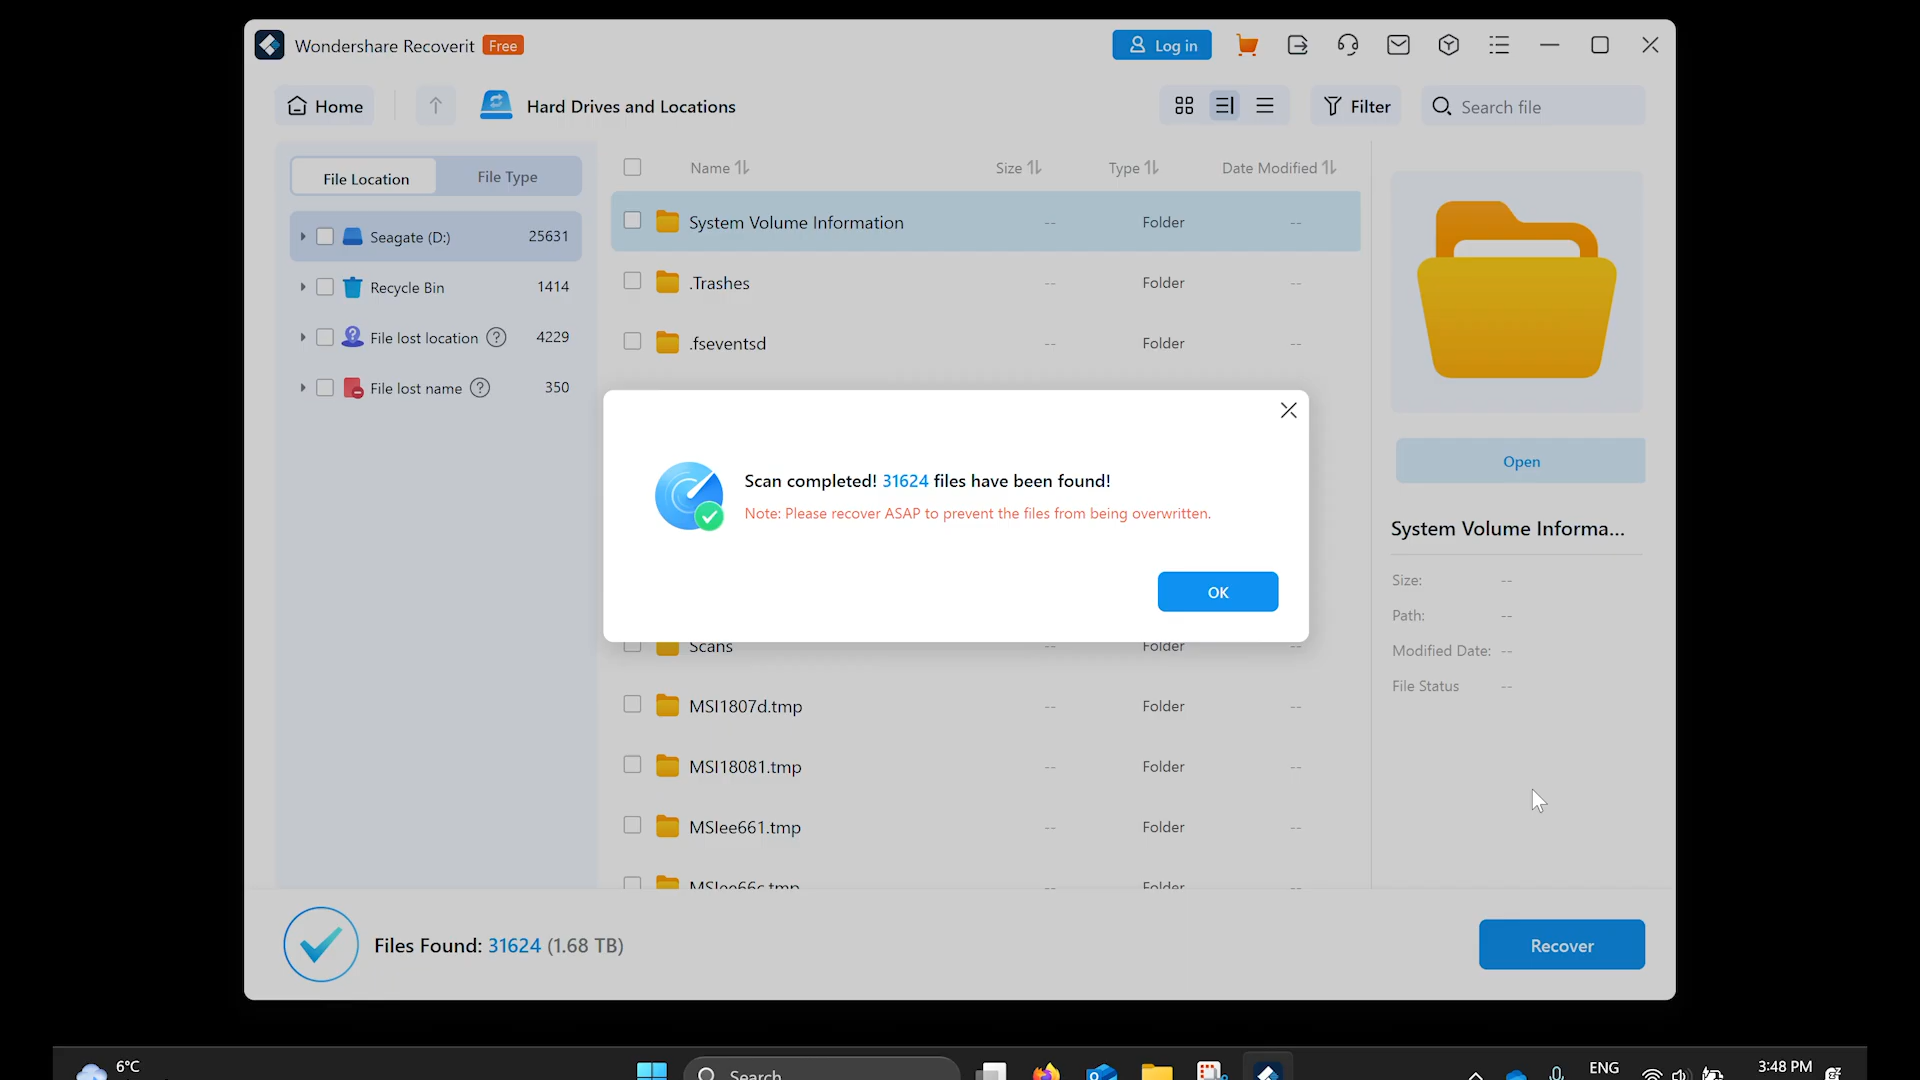 Wondershare Recoverit Free
Log in
Home
Hard Drives and Locations
Filter
Search file
File Location
File Type
Seagate (D:) 25631
Recycle Bin 1414
File lost location ? 4229
File lost name ? 350
Name Size Type Date Modified
System Volume Information -- Folder --
.Trashes -- Folder --
.fseventsd -- Folder --
Scan completed! 31624 files have been found!
Note: Please recover ASAP to prevent the files from being overwritten.
OK
Scans -- Folder --
MSI1807d.tmp -- Folder --
MSI18081.tmp -- Folder --
MSIee661.tmp -- Folder --
MSIee66c.tmp -- Folder --
Open
System Volume Informa...
Size: --
Path: --
Modified Date: --
File Status --
Files Found: 31624 (1.68 TB)
Recover
6°C
Search
ENG
3:48 PM